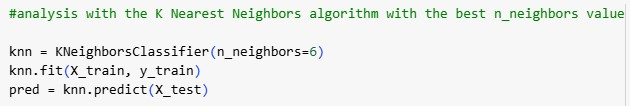 #analysis with the K Nearest Neighbors algorithm with the best n_neighbors value
knn = KNeighborsClassifier(n_neighbors=6)
knn.fit(X_train, y_train)
pred = knn.predict(X_test)